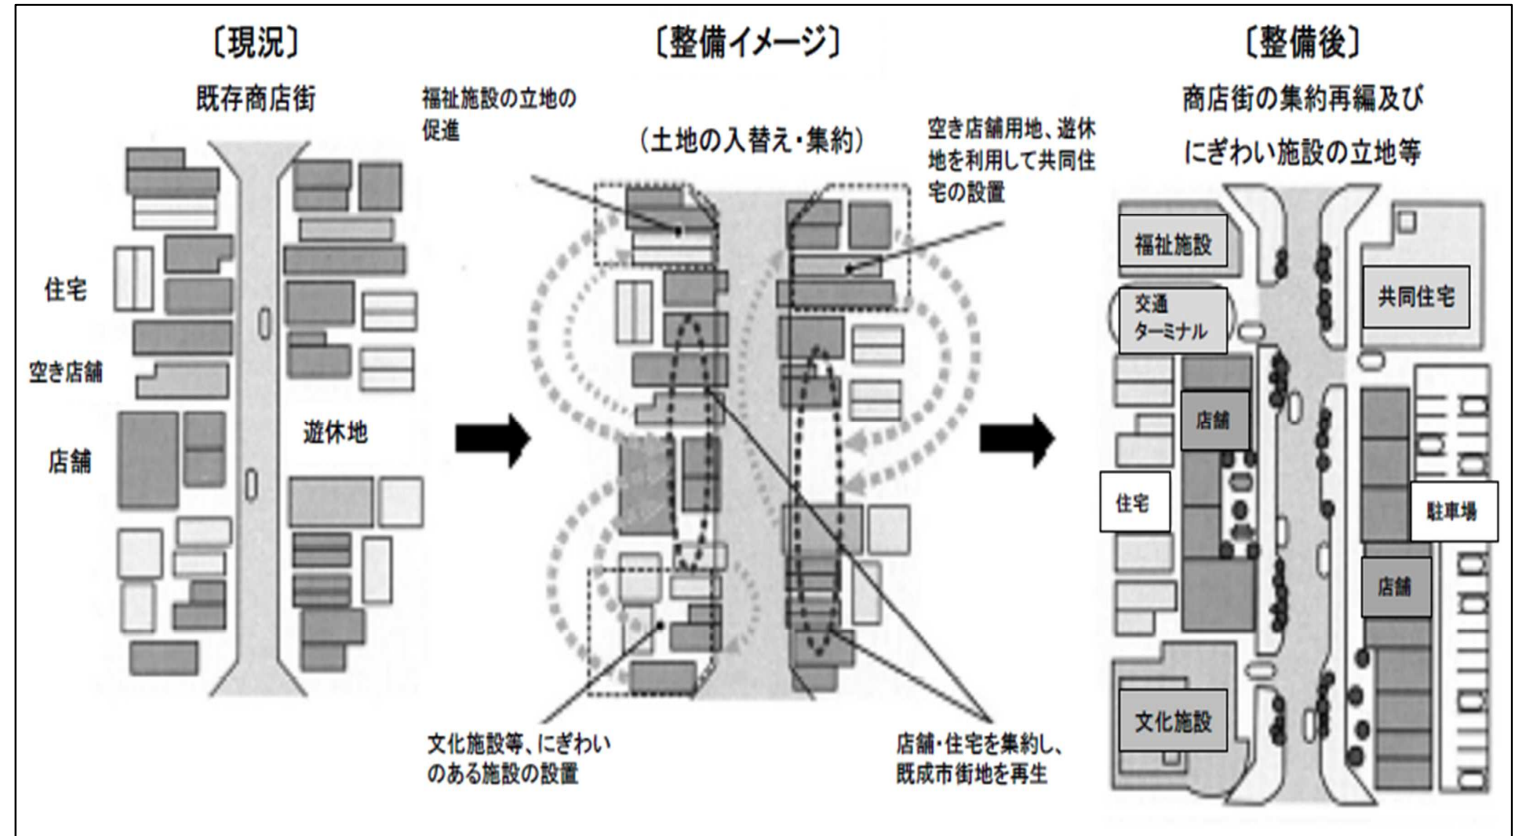 〔現況〕
既存商店街
住宅
空き店舗
店舗
遊休地
〔整備イメージ〕
福祉施設の立地の
促進
(土地の入替え・集約)
空き店舗用地、遊休
地を利用して共同住
宅の設置
文化施設等、にぎわい
のある施設の設置
店舗・住宅を集約し、
既成市街地を再生
〔整備後〕
商店街の集約再編及び
にぎわい施設の立地等
福祉施設
交通
ターミナル
共同住宅
店舗
住宅
駐車場
店舗
文化施設